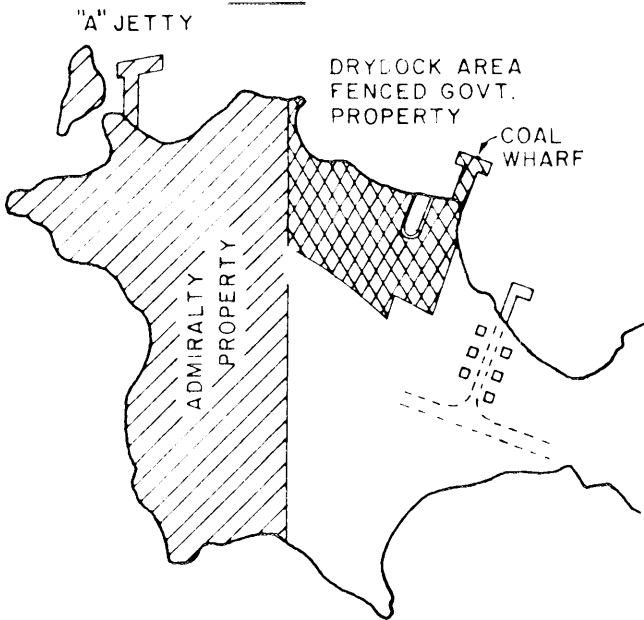 "A" JETTY
DRYDOCK AREA
FENCED GOVT.
PROPERTY
COAL
WHARF
ADMIRALTY
PROPERTY